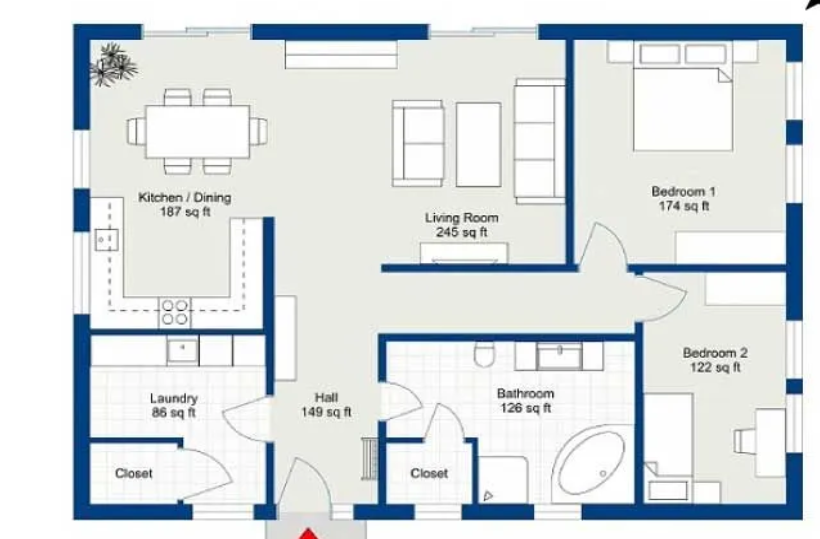 Kitchen / Dining
187 sq ft
Living Room
245 sq ft
Bedroom 1
174 sq ft
Bedroom 2
122 sq ft
Laundry
86 sq ft
Hall
149 sq ft
Bathroom
126 sq ft
Closet
Closet